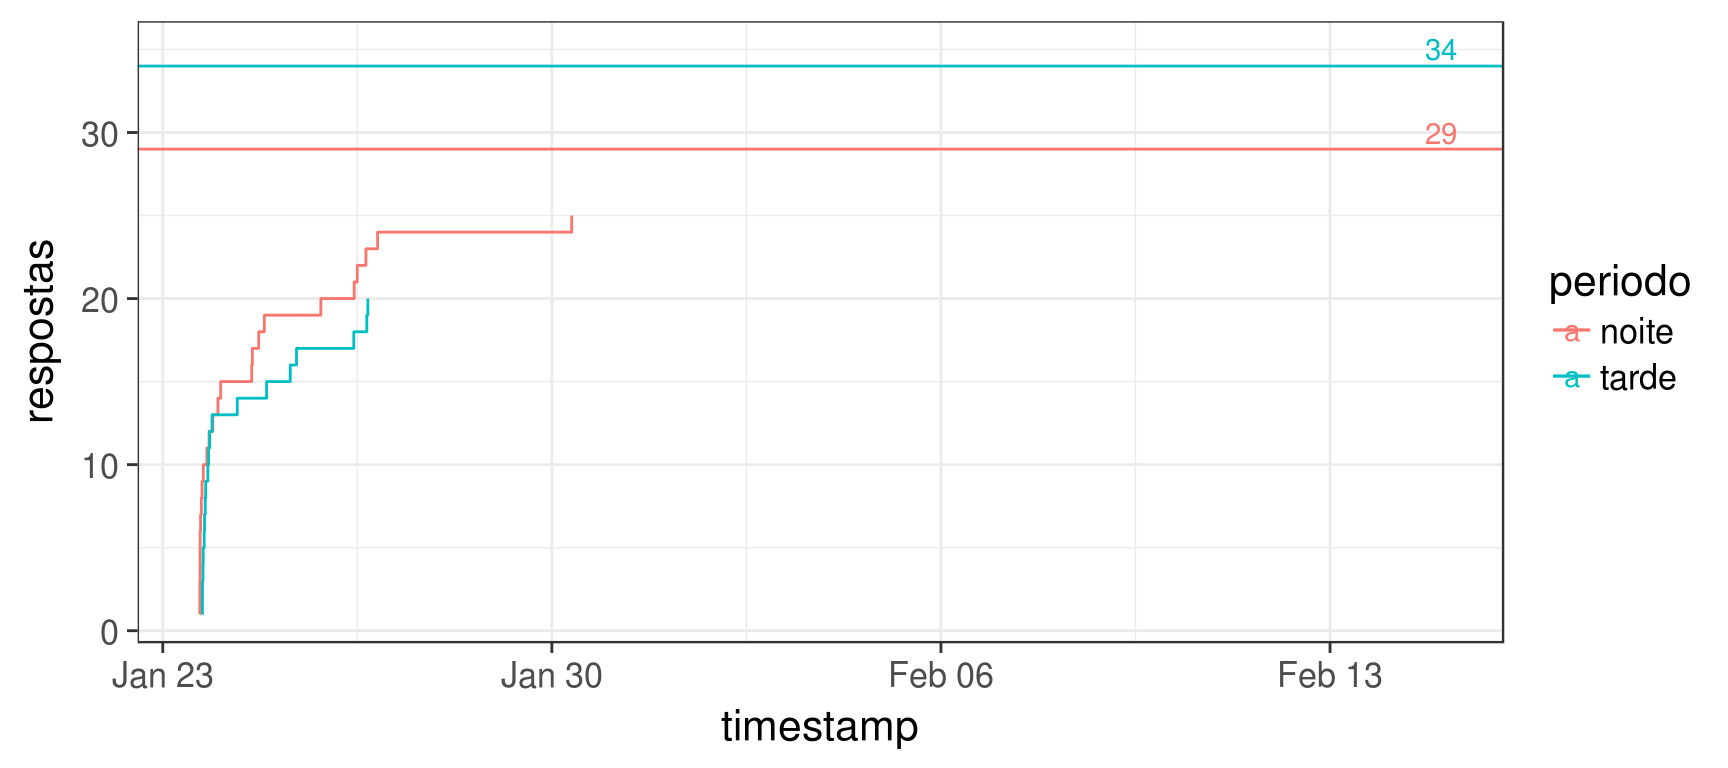 34
29
30
20
10
0
respostas
Jan 23 Jan 30 Feb 06 Feb 13
timestamp
periodo
a noite
a tarde